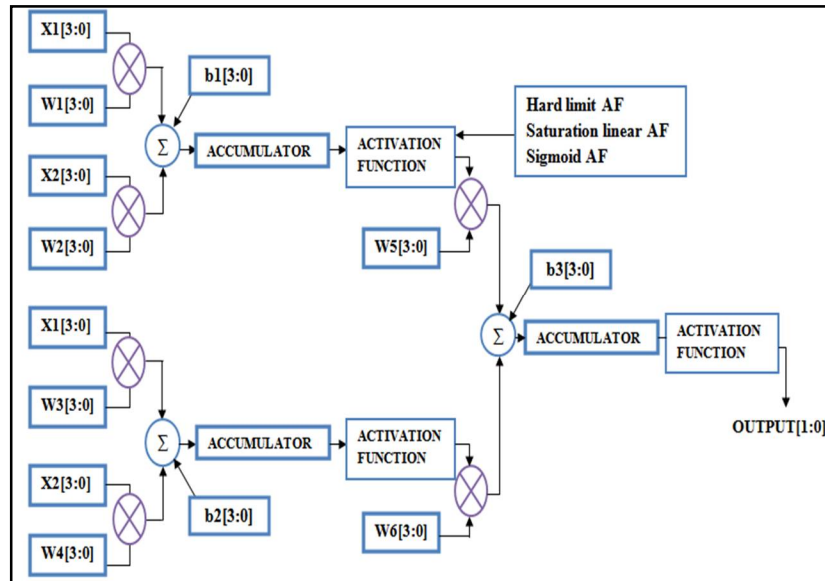 X1[3:0]
W1[3:0]
b1[3:0]
Σ
ACCUMULATOR
ACTIVATION
FUNCTION
Hard limit AF
Saturation linear AF
Sigmoid AF
X2[3:0]
W2[3:0]
W5[3:0]
b3[3:0]
X1[3:0]
W3[3:0]
Σ
ACCUMULATOR
ACTIVATION
FUNCTION
OUTPUT[1:0]
Σ
ACCUMULATOR
ACTIVATION
FUNCTION
X2[3:0]
W4[3:0]
b2[3:0]
W6[3:0]